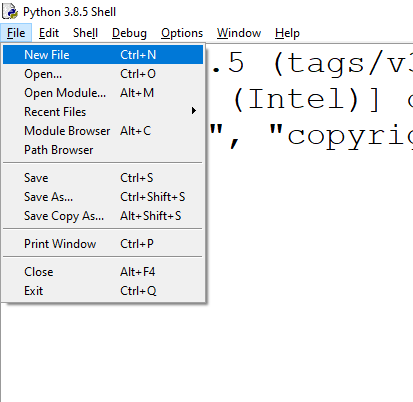 Python 3.8.5 Shell
File Edit Shell Debug Options Window Help
New File Ctrl+N
Open... Ctrl+O
Open Module... Alt+M
Recent Files
Module Browser Alt+C
Path Browser
Save Ctrl+S
Save As... Ctrl+Shift+S
Save Copy As... Alt+Shift+S
Print Window Ctrl+P
Close Alt+F4
Exit Ctrl+Q
.5 (tags/v3
(Intel)]
", "copyrig